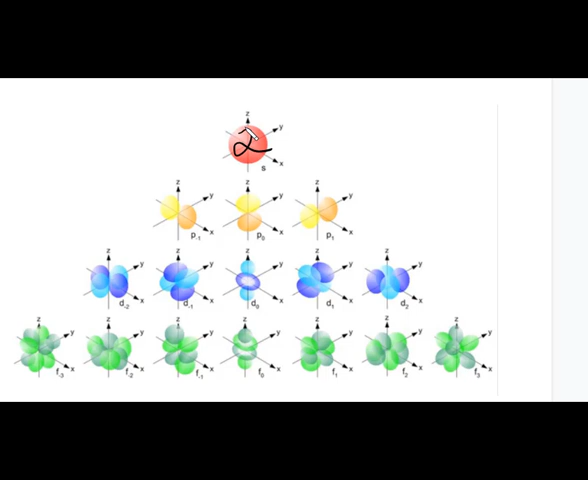 z y x s
z y x p-1 z y x p0 z y x p1
z y x d-2 z y x d-1 z y x d0 z y x d1 z y x d2
z y x f-3 z y x f-2 z y x f-1 z y x f0 z y x f1 z y x f2 z y x f3